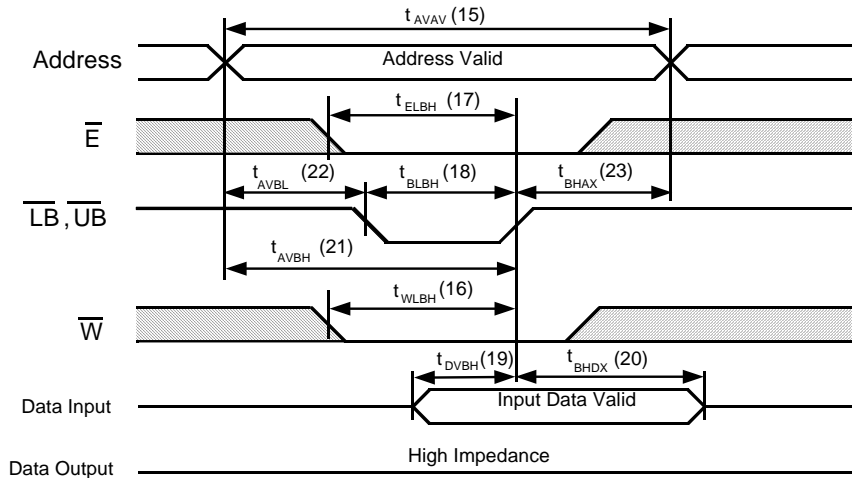 t AVAV (15)
Address
Address Valid
t ELBH (17)
E
t AVBL (22)
t BLBH (18)
t BHAX (23)
LB , UB
t AVBH (21)
t WLBH (16)
W
t DVBH (19)
t BHDX (20)
Data Input
Input Data Valid
Data Output
High Impedance